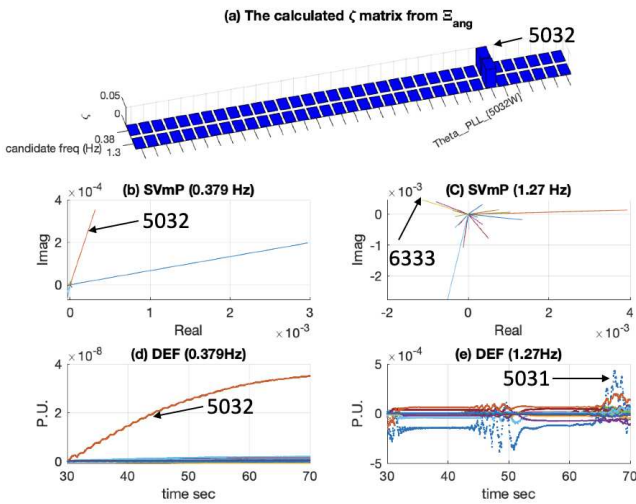 (a) The calculated ζ matrix from Ξang
5032
0.05
0
ζ
0.38
candidate freq (Hz)
1.3
Theta__PLL_(5032W)
(b) SVmP (0.379 Hz)
× 10-4
4
2
0
Imag
5032
0
1
2
3
Real
× 10-3
(C) SVmP (1.27 Hz)
× 10-3
0
-1
-2
Imag
6333
-2
0
2
4
Real
× 10-3
(d) DEF (0.379Hz)
× 10-8
4
2
0
P.U.
5032
30
40
50
60
70
time sec
(e) DEF (1.27Hz)
× 10-4
5
0
-5
P.U.
5031
30
40
50
60
70
time sec